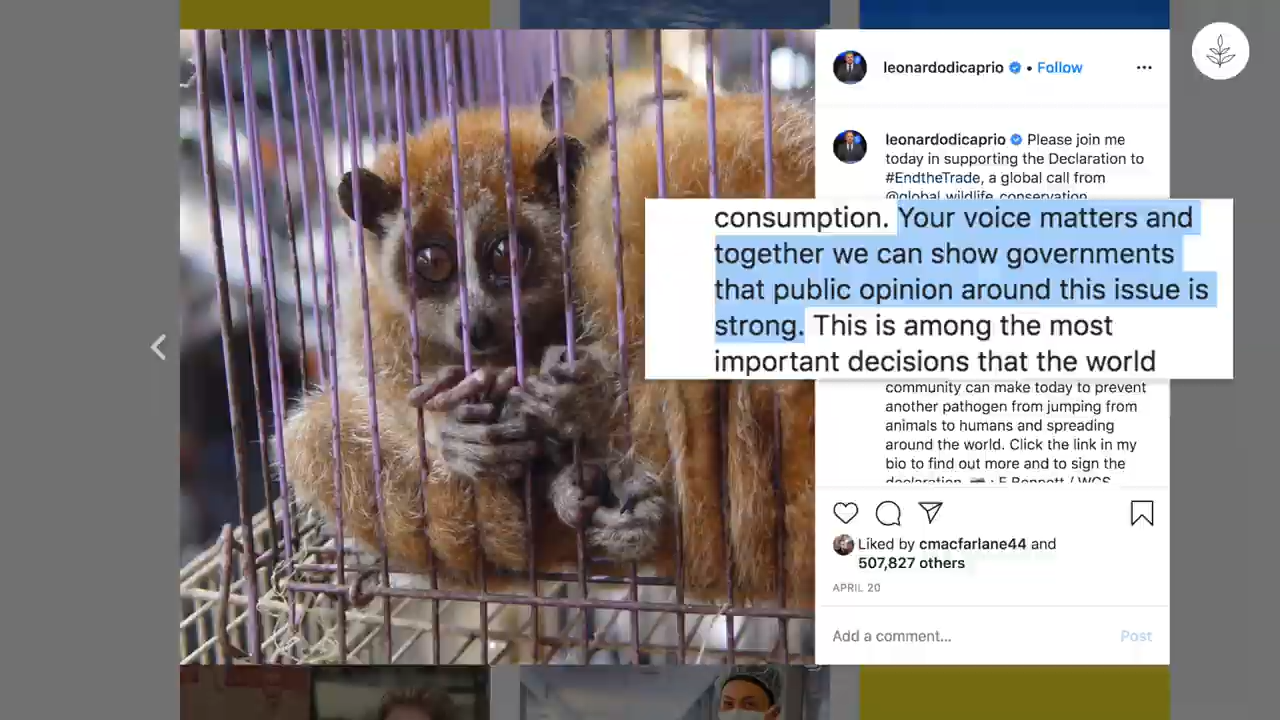 leonardodicaprio • Follow
leonardodicaprio Please join me
today in supporting the Declaration to
#EndtheTrade, a global call from
@global_wildlife_conservation
consumption. Your voice matters and
together we can show governments
that public opinion around this issue is
strong. This is among the most
important decisions that the world
community can make today to prevent
another pathogen from jumping from
animals to humans and spreading
around the world. Click the link in my
bio to find out more and to sign the
declaration. : E Bennett / WCS
Liked by cmacfarlane44 and
507,827 others
APRIL 20
Add a comment... Post